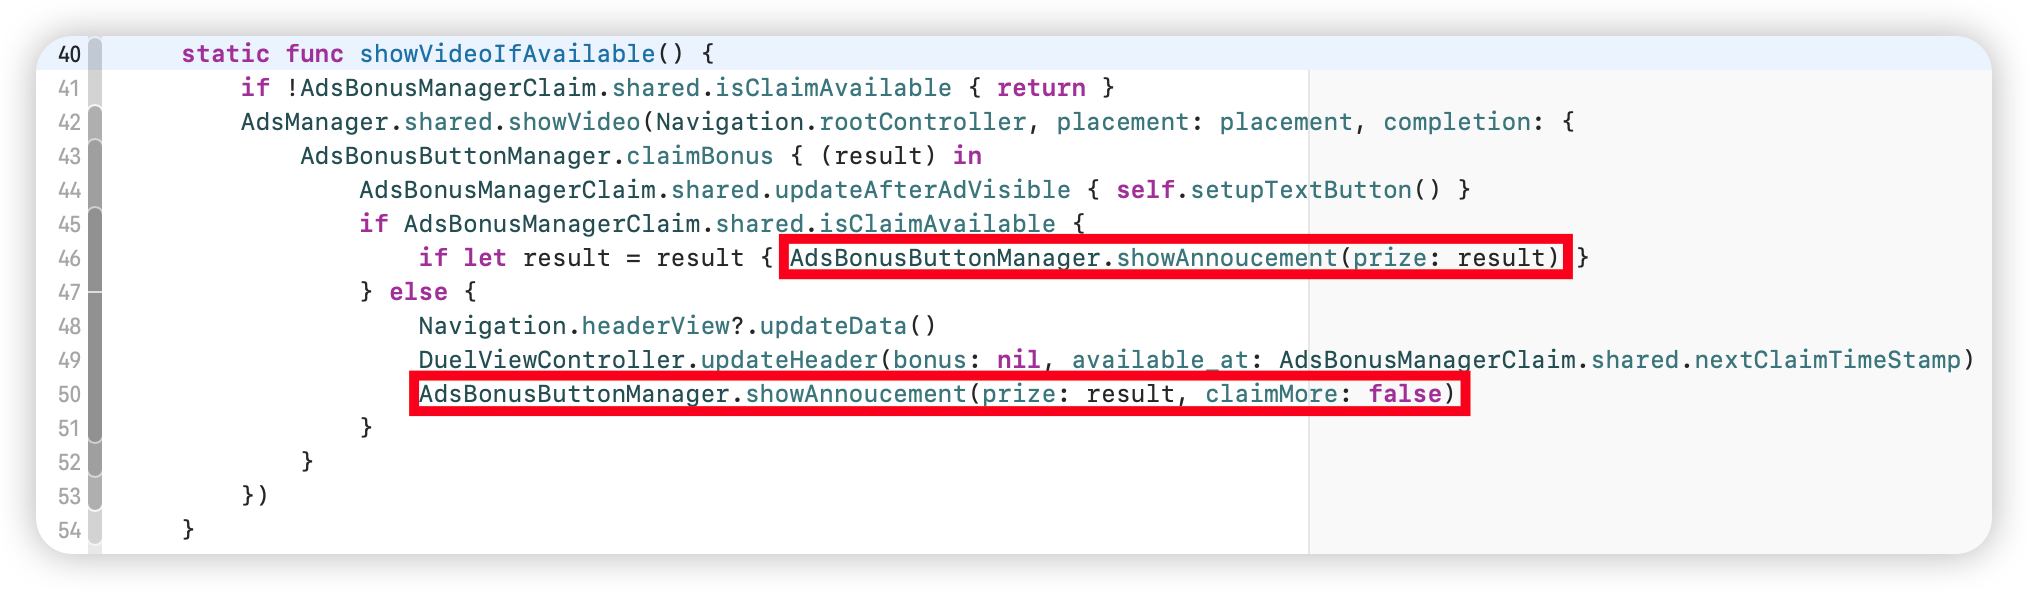 40 static func showVideoIfAvailable() {
41 if !AdsBonusManagerClaim.shared.isClaimAvailable { return }
42 AdsManager.shared.showVideo(Navigation.rootController, placement: placement, completion: {
43 AdsBonusButtonManager.claimBonus { (result) in
44 AdsBonusManagerClaim.shared.updateAfterAdVisible { self.setupTextButton() }
45 if AdsBonusManagerClaim.shared.isClaimAvailable {
46 if let result = result { AdsBonusButtonManager.showAnnoucement(prize: result) }
47 } else {
48 Navigation.headerView?.updateData()
49 DuelViewController.updateHeader(bonus: nil, available_at: AdsBonusManagerClaim.shared.nextClaimTimeStamp)
50 AdsBonusButtonManager.showAnnoucement(prize: result, claimMore: false)
51 }
52 }
53 })
54 }